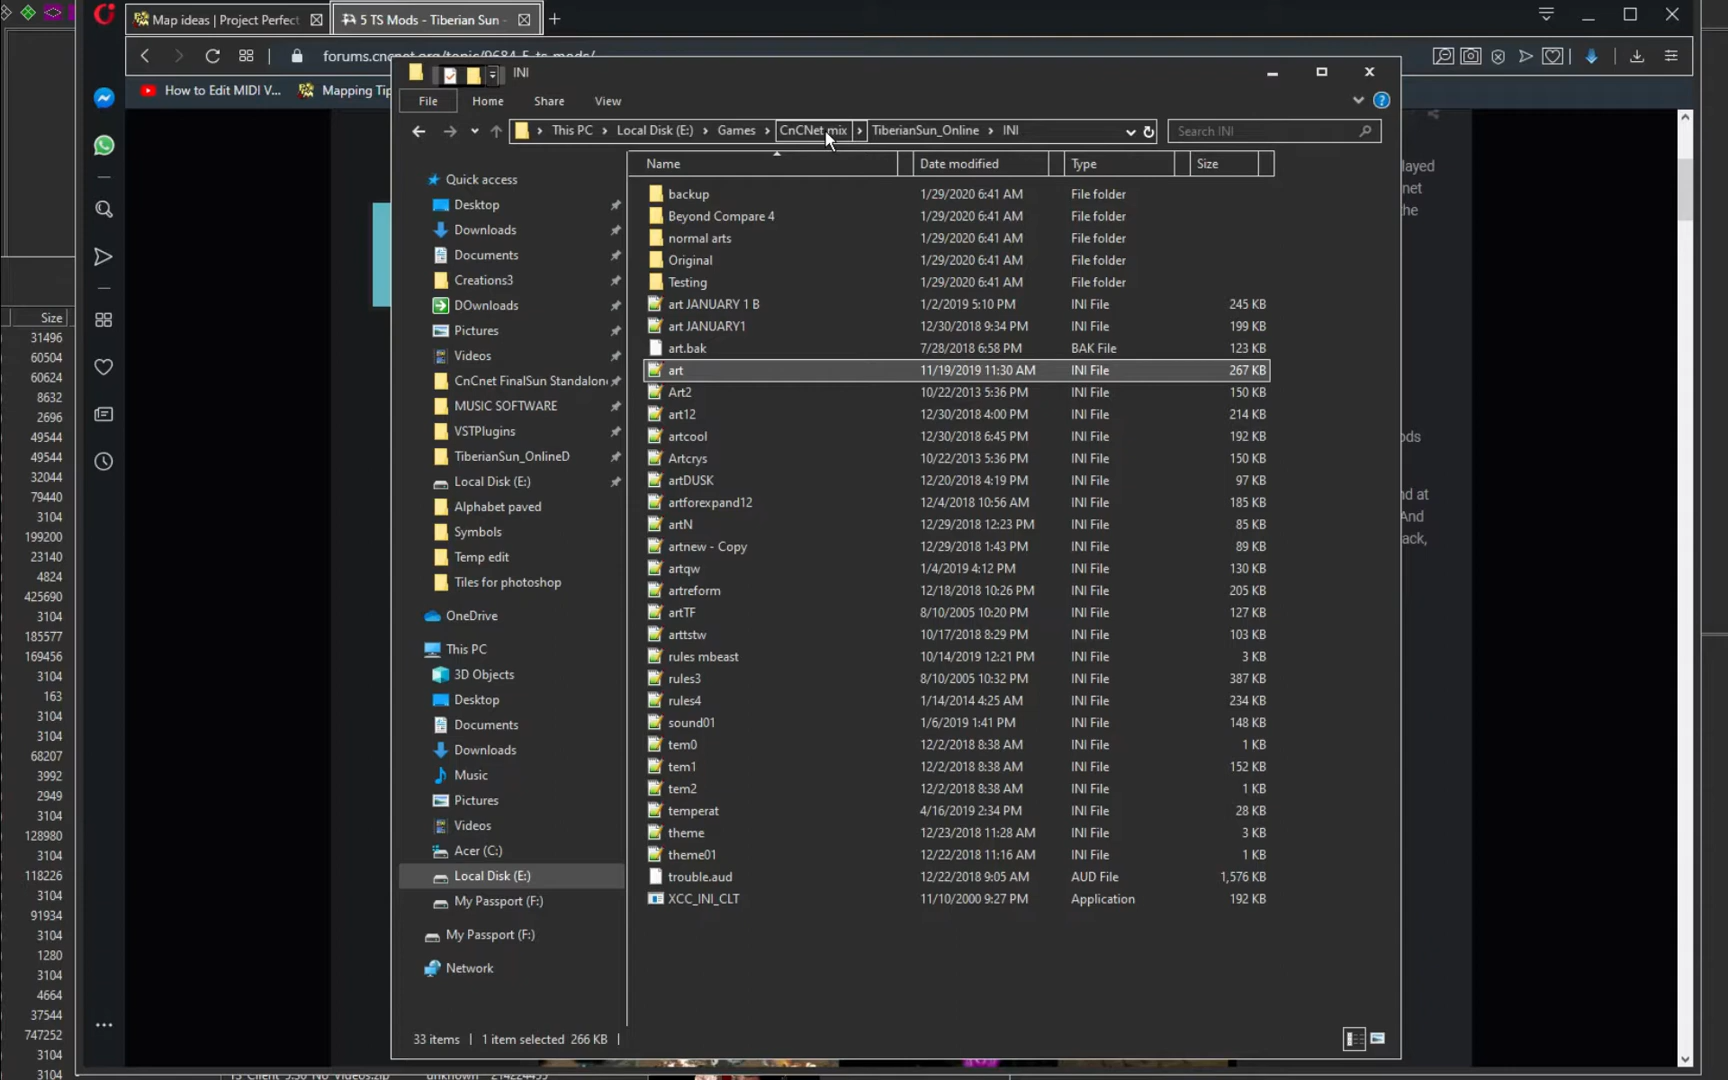 Map ideas | Project Perfect
5 TS Mods - Tiberian Sun -
forums.cncnet.org/topic/9684-5-ts-mods/
How to Edit MIDI V...
Mapping Tip
INI
File
Home
Share
View
This PC
Local Disk (E:)
Games
CnCNet mix
TiberianSun_Online
INI
Search INI
Name
Date modified
Type
Size
Quick access
Desktop
Downloads
Documents
Creations3
DOwnloads
Pictures
Videos
CnCnet FinalSun Standalon
MUSIC SOFTWARE
VSTPlugins
TiberianSun_OnlineD
Local Disk (E:)
Alphabet paved
Symbols
Temp edit
Tiles for photoshop
OneDrive
This PC
3D Objects
Desktop
Documents
Downloads
Music
Pictures
Videos
Acer (C:)
Local Disk (E:)
My Passport (F:)
My Passport (F:)
Network
backup 1/29/2020 6:41 AM File folder
Beyond Compare 4 1/29/2020 6:41 AM File folder
normal arts 1/29/2020 6:41 AM File folder
Original 1/29/2020 6:41 AM File folder
Testing 1/29/2020 6:41 AM File folder
art JANUARY 1 B 1/2/2019 5:10 PM INI File 245 KB
art JANUARY1 12/30/2018 9:34 PM INI File 199 KB
art.bak 7/28/2018 6:58 PM BAK File 123 KB
art 11/19/2019 11:30 AM INI File 267 KB
Art2 10/22/2013 5:36 PM INI File 150 KB
art12 12/30/2018 4:00 PM INI File 214 KB
artcool 12/30/2018 6:45 PM INI File 192 KB
Artcrys 10/22/2013 5:36 PM INI File 150 KB
artDUSK 12/20/2018 4:19 PM INI File 97 KB
artforexpand12 12/4/2018 10:56 AM INI File 185 KB
artN 12/29/2018 12:23 PM INI File 85 KB
artnew - Copy 12/29/2018 1:43 PM INI File 89 KB
artqw 1/4/2019 4:12 PM INI File 130 KB
artreform 12/18/2018 10:26 PM INI File 205 KB
artTF 8/10/2005 10:20 PM INI File 127 KB
arttstw 10/17/2018 8:29 PM INI File 103 KB
rules mbeast 10/14/2019 12:21 PM INI File 3 KB
rules3 8/10/2005 10:32 PM INI File 387 KB
rules4 1/14/2014 4:25 AM INI File 234 KB
sound01 1/6/2019 1:41 PM INI File 148 KB
tem0 12/2/2018 8:38 AM INI File 1 KB
tem1 12/2/2018 8:38 AM INI File 152 KB
tem2 12/2/2018 8:38 AM INI File 1 KB
temperat 4/16/2019 2:34 PM INI File 28 KB
theme 12/23/2018 11:28 AM INI File 3 KB
theme01 12/22/2018 11:16 AM INI File 1 KB
trouble.aud 12/22/2018 9:05 AM AUD File 1,576 KB
XCC_INI_CLT 11/10/2000 9:27 PM Application 192 KB
33 items
1 item selected 266 KB
Size
31496
60504
60624
8632
2696
49544
49544
32044
79440
3104
199200
23140
4824
425690
3104
185577
169456
3104
163
3104
3104
68207
3992
2949
128980
3104
118226
3104
91934
3104
1280
3104
4664
37544
747252
3104
3104
layed
net
the
ods
nd at
And
ack,